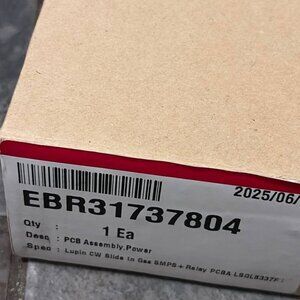 2025/06/
EBR31737804
Qty : 1 Ea
Desc : PCB Assembly,Power
Spec : Lupin CW Slide in Gas SMPS + Relay PCBA